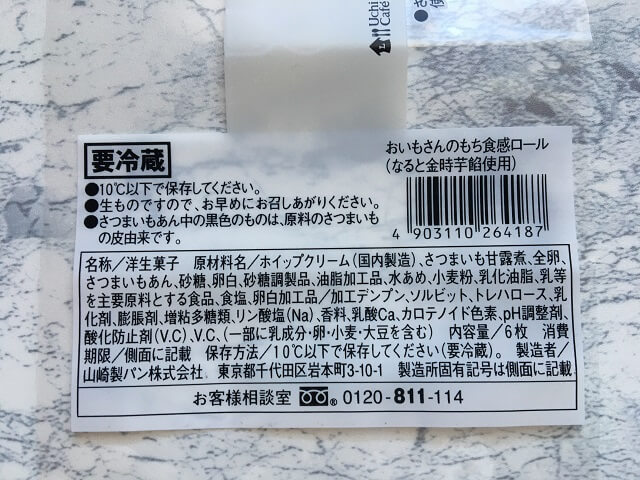 Uchi
Café
要冷蔵
●10℃以下で保存してください。
●生ものですので、お早めにお召しあがりください。
●さつまいもあん中の黒色のものは、原料のさつまいも
の皮由来です。
おいもさんのもち食感ロール
(なると金時芋餡使用)
4 903110 264187
名称／洋生菓子 原材料名／ホイップクリーム(国内製造)、さつまいも甘露煮、全卵、
さつまいもあん、砂糖、卵白、砂糖調製品、油脂加工品、水あめ、小麦粉、乳化油脂、乳等
を主要原料とする食品、食塩、卵白加工品／加工デンプン、ソルビット、トレハロース、乳
化剤、膨脹剤、増粘多糖類、リン酸塩(Na)、香料、乳酸Ca、カロテノイド色素、pH調整剤、
酸化防止剤(V.C)、V.C、(一部に乳成分・卵・小麦・大豆を含む) 内容量／6枚 消費
期限／側面に記載 保存方法／10℃以下で保存してください(要冷蔵)。 製造者／
山崎製パン株式会社 東京都千代田区岩本町3-10-1 製造所固有記号は側面に記載
お客様相談室 0120-811-114